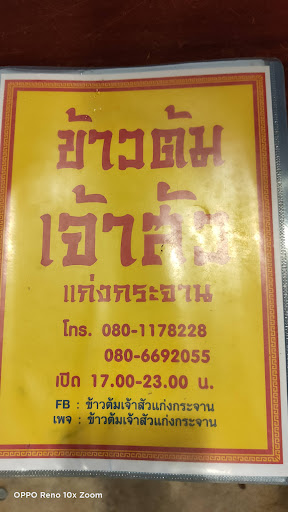 ข้าวต้ม
เจ้าสัว
แก่งกระจาน
โทร. 080-1178228
080-6692055
เปิด 17.00-23.00 น.
FB : ข้าวต้มเจ้าสัวแก่งกระจาน
เพจ : ข้าวต้มเจ้าสัวแก่งกระจาน
OPPO Reno 10x Zoom